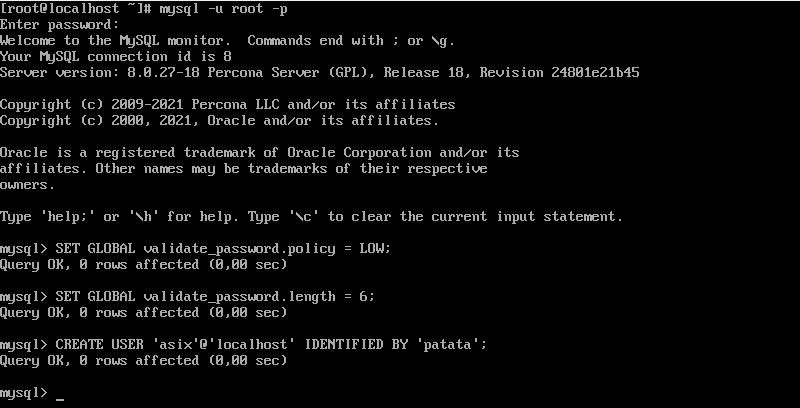 [root@localhost ~]# mysql -u root -p
Enter password:
Welcome to the MySQL monitor.  Commands end with ; or \g.
Your MySQL connection id is 8
Server version: 8.0.27-18 Percona Server (GPL), Release 18, Revision 24801e21b45

Copyright (c) 2009-2021 Percona LLC and/or its affiliates
Copyright (c) 2000, 2021, Oracle and/or its affiliates.

Oracle is a registered trademark of Oracle Corporation and/or its
affiliates. Other names may be trademarks of their respective
owners.

Type 'help;' or '\h' for help. Type '\c' to clear the current input statement.

mysql> SET GLOBAL validate_password.policy = LOW;
Query OK, 0 rows affected (0,00 sec)

mysql> SET GLOBAL validate_password.length = 6;
Query OK, 0 rows affected (0,00 sec)

mysql> CREATE USER 'asix'@'localhost' IDENTIFIED BY 'patata';
Query OK, 0 rows affected (0,00 sec)

mysql> _